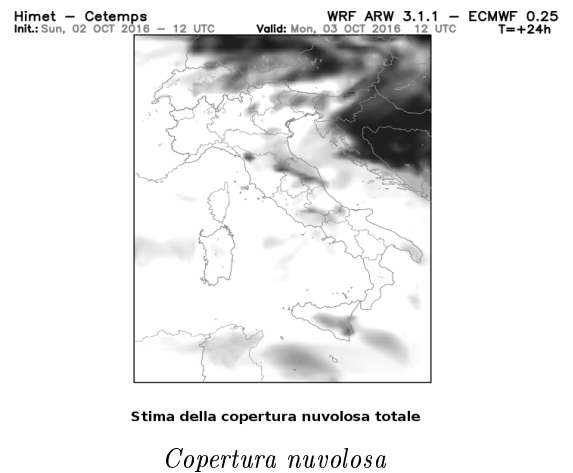 Himet – Cetemps WRF ARW 3.1.1 – ECMWF 0.25
Init.: Sun, 02 OCT 2016 – 12 UTC Valid: Mon, 03 OCT 2016 12 UTC T=+24h
Stima della copertura nuvolosa totale
Copertura nuvolosa